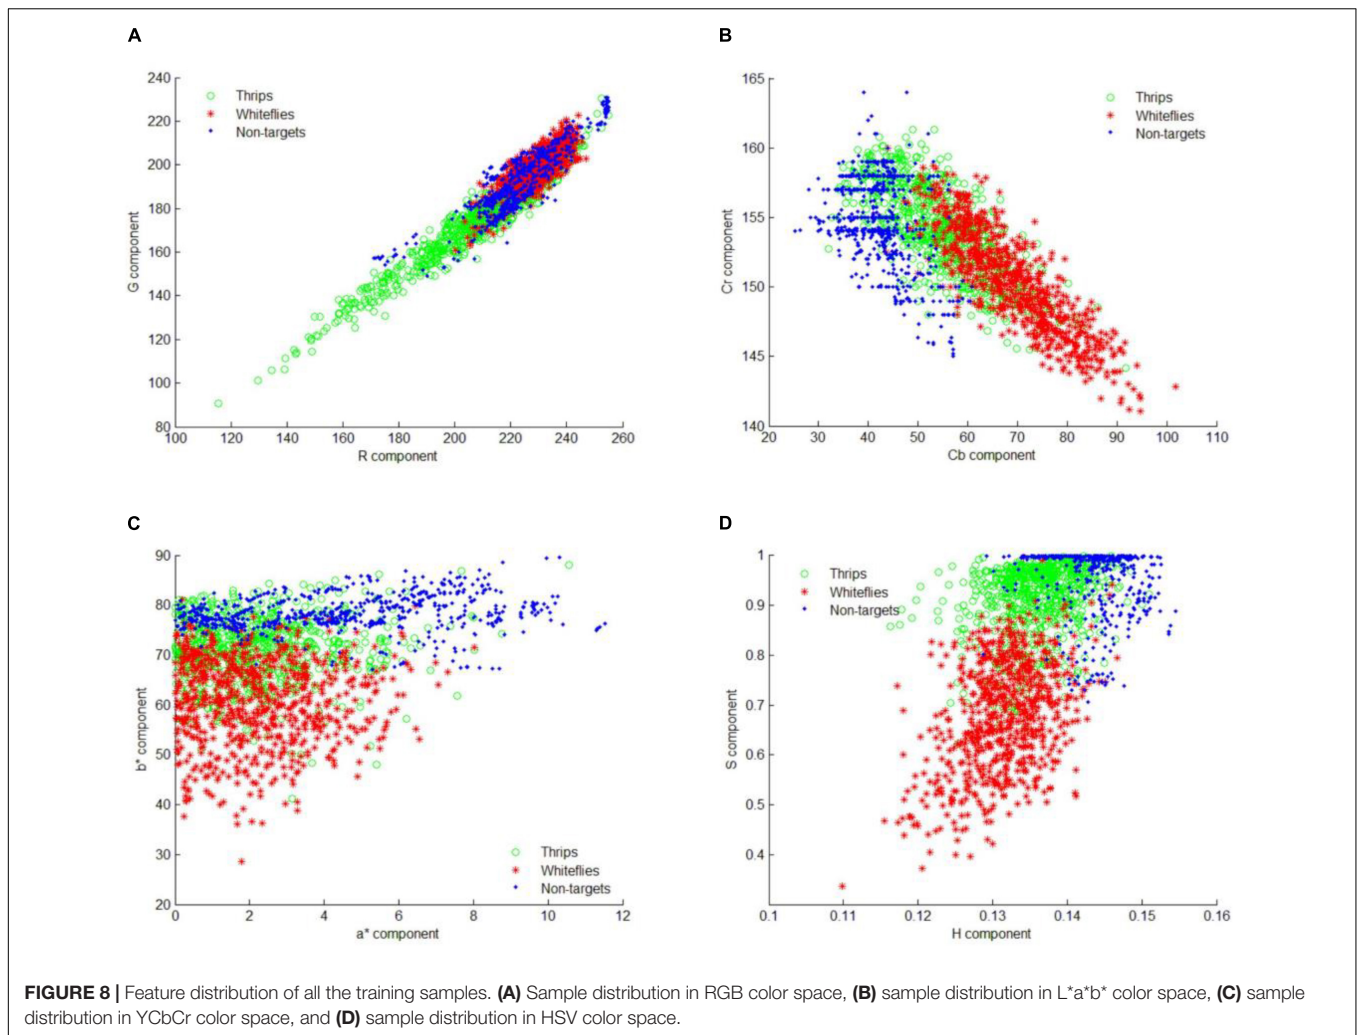 A
240
220
200
180
160
140
120
100
80
100 120 140 160 180 200 220 240 260
G component
R component
Thrips
Whiteflies
Non-targets
B
165
160
155
150
145
140
20 30 40 50 60 70 80 90 100 110
Cr component
Cb component
Thrips
Whiteflies
Non-targets
C
90
80
70
60
50
40
30
20
0 2 4 6 8 10 12
b* component
a* component
Thrips
Whiteflies
Non-targets
D
1
0.9
0.8
0.7
0.6
0.5
0.4
0.1 0.11 0.12 0.13 0.14 0.15 0.16
S component
H component
Thrips
Whiteflies
Non-targets
FIGURE 8 | Feature distribution of all the training samples. (A) Sample distribution in RGB color space, (B) sample distribution in L*a*b* color space, (C) sample
distribution in YCbCr color space, and (D) sample distribution in HSV color space.